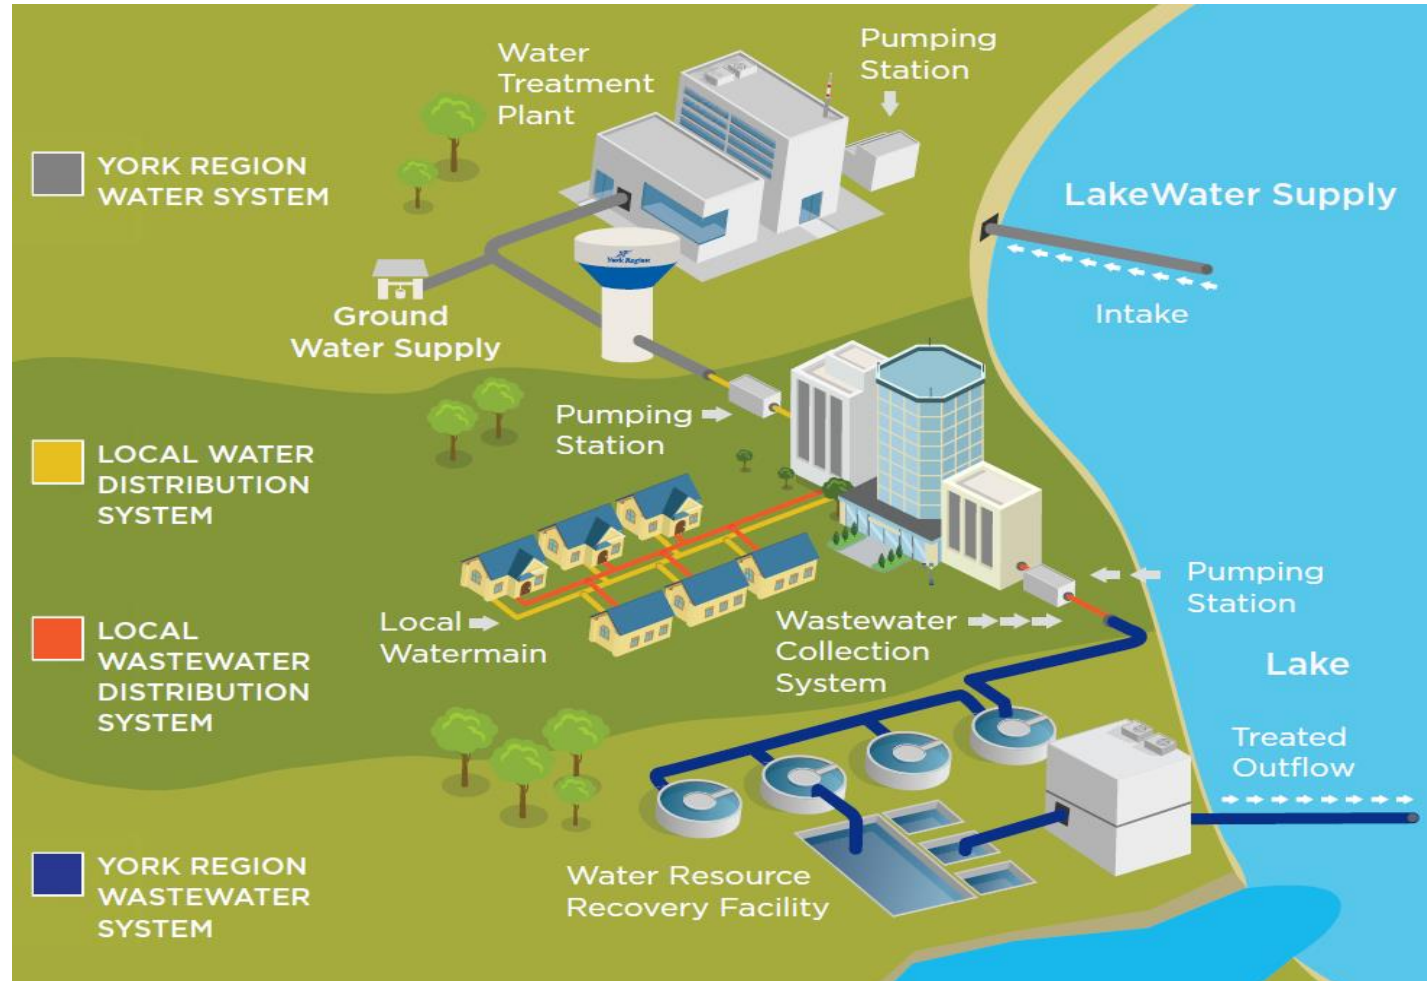 Water
Treatment
Plant
Pumping
Station
YORK REGION
WATER SYSTEM
LakeWater Supply
York Region
Ground
Water Supply
Intake
Pumping
Station
LOCAL WATER
DISTRIBUTION
SYSTEM
Pumping
Station
Local
Watermain
Wastewater
Collection
System
LOCAL
WASTEWATER
DISTRIBUTION
SYSTEM
Lake
Treated
Outflow
Water Resource
Recovery Facility
YORK REGION
WASTEWATER
SYSTEM